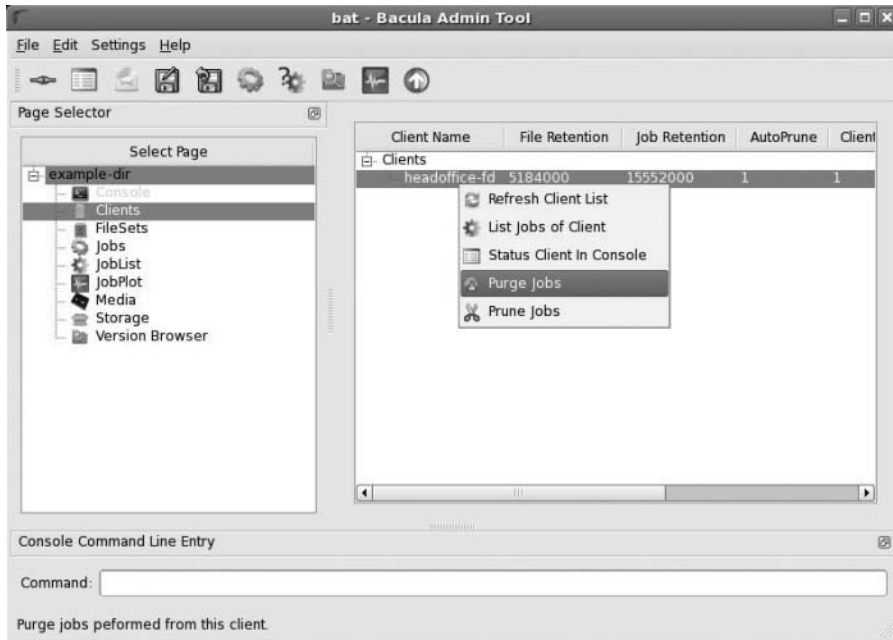 bat - Bacula Admin Tool
File Edit Settings Help
Page Selector
Select Page
example-dir
Console
Clients
FileSets
Jobs
JobList
JobPlot
Media
Storage
Version Browser
Client Name File Retention Job Retention AutoPrune Client
Clients
headoffice-fd 5184000 15552000 1 1
Refresh Client List
List Jobs of Client
Status Client In Console
Purge Jobs
Prune Jobs
Console Command Line Entry
Command:
Purge jobs peformed from this client.